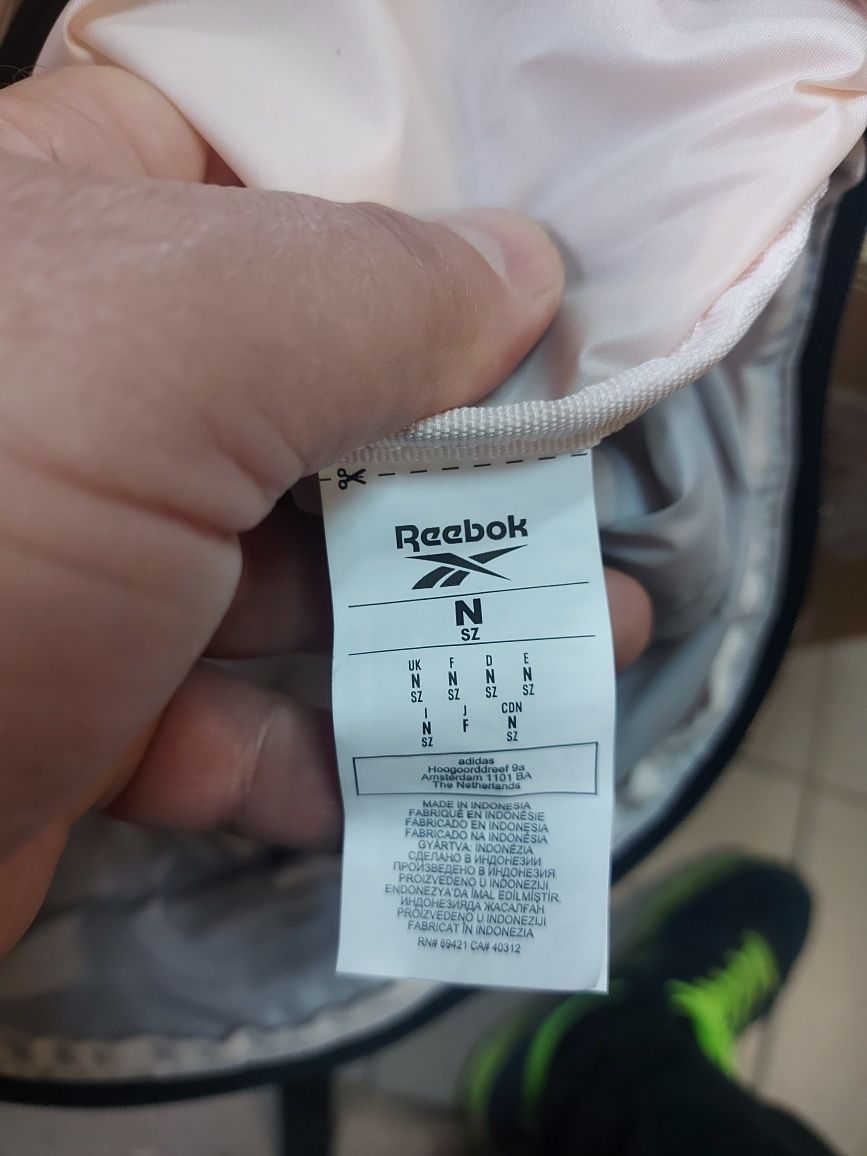 Reebok
N
SZ
UK F D E
N N N N
SZ SZ SZ SZ
I J CDN
N F N
SZ SZ
adidas
Hoogoorddreef 9a
Amsterdam 1101 BA
The Netherlands
MADE IN INDONESIA
FABRIQUÉ EN INDONÉSIE
FABRICADO EN INDONESIA
FABRICADO NA INDONÉSIA
GYÁRTVA: INDONÉZIA
СДЕЛАНО В ИНДОНЕЗИИ
ПРОИЗВЕДЕНО В ИНДОНЕЗИЯ
PROIZVEDENO U INDONEZIJI
ENDONEZYA'DA İMAL EDİLMİŞTİR.
ИНДОНЕЗИЯДА ЖАСАЛҒАН
PROIZVEDENO U INDONEZIJI
FABRICAT ÎN INDONEZIA
RN# 69421 CA# 40312